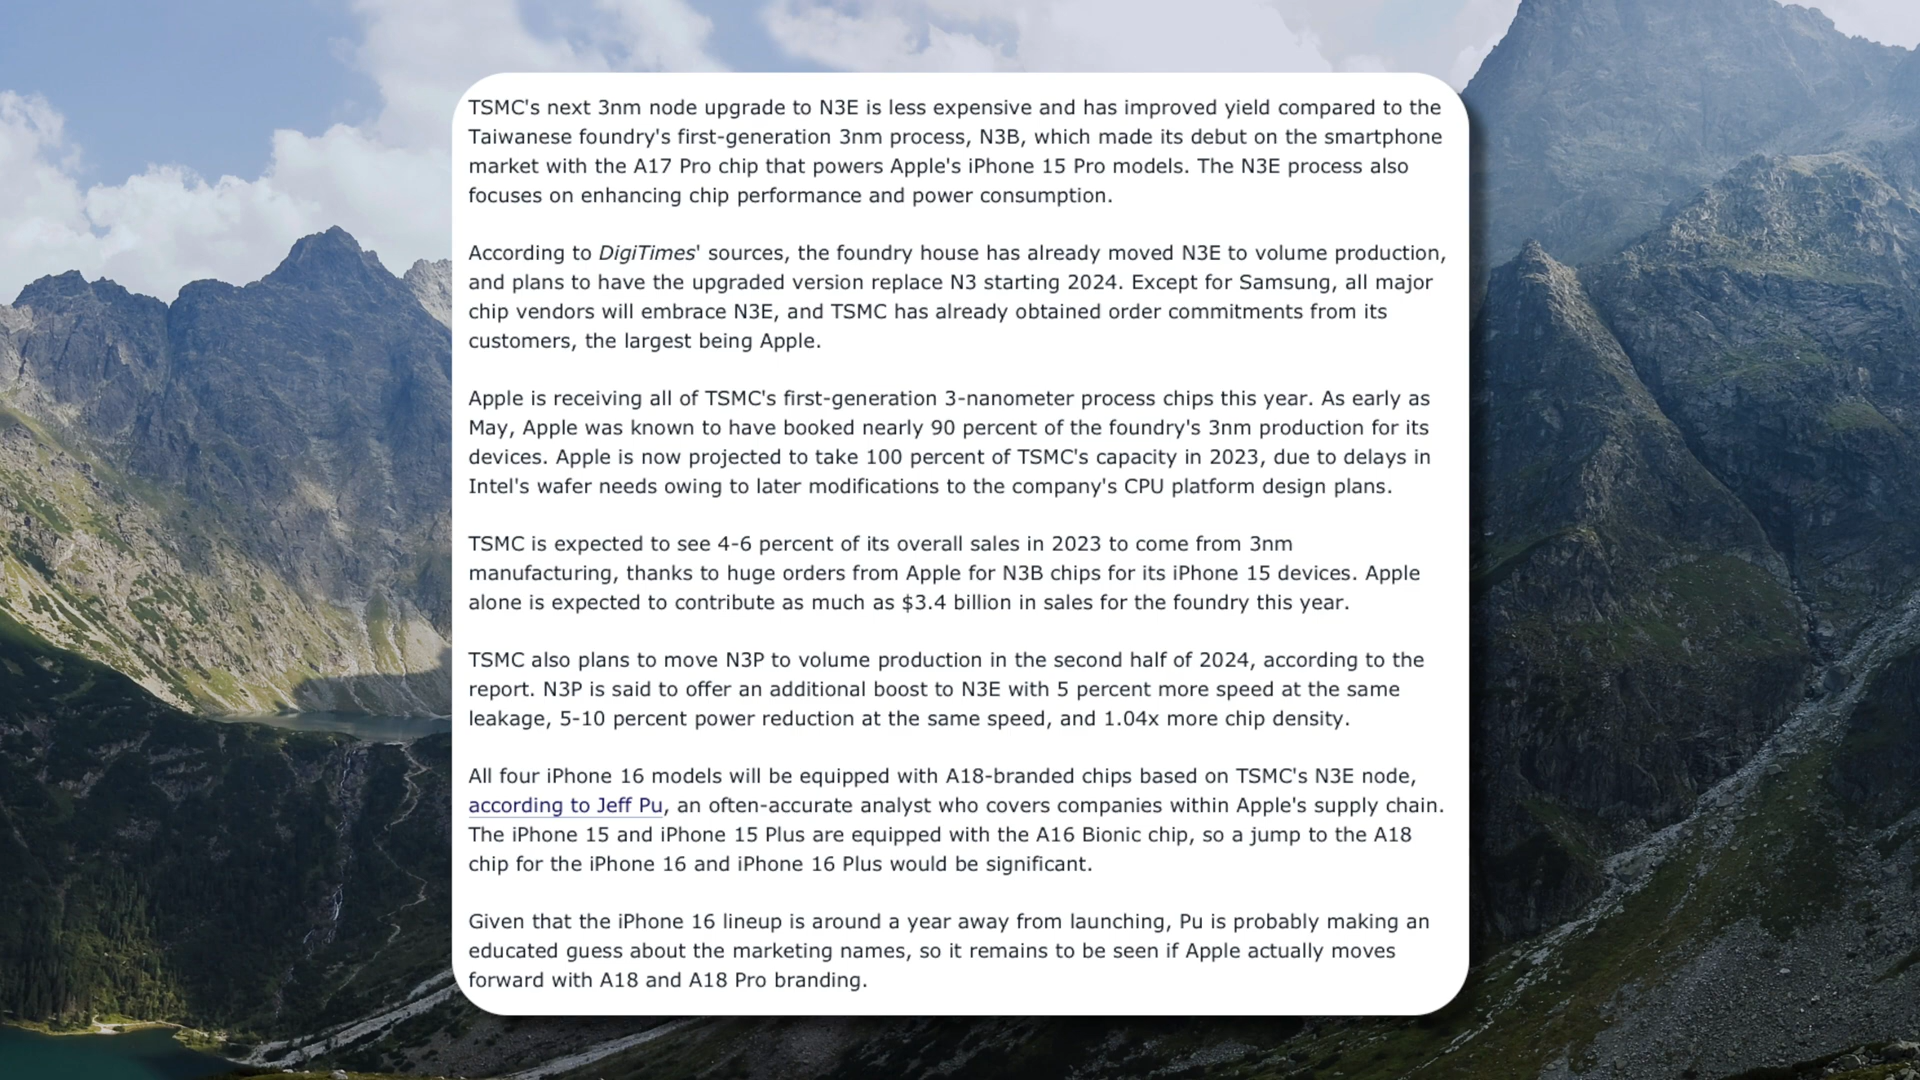 TSMC's next 3nm node upgrade to N3E is less expensive and has improved yield compared to the
Taiwanese foundry's first-generation 3nm process, N3B, which made its debut on the smartphone
market with the A17 Pro chip that powers Apple's iPhone 15 Pro models. The N3E process also
focuses on enhancing chip performance and power consumption.
According to DigiTimes' sources, the foundry house has already moved N3E to volume production,
and plans to have the upgraded version replace N3 starting 2024. Except for Samsung, all major
chip vendors will embrace N3E, and TSMC has already obtained order commitments from its
customers, the largest being Apple.
Apple is receiving all of TSMC's first-generation 3-nanometer process chips this year. As early as
May, Apple was known to have booked nearly 90 percent of the foundry's 3nm production for its
devices. Apple is now projected to take 100 percent of TSMC's capacity in 2023, due to delays in
Intel's wafer needs owing to later modifications to the company's CPU platform design plans.
TSMC is expected to see 4-6 percent of its overall sales in 2023 to come from 3nm
manufacturing, thanks to huge orders from Apple for N3B chips for its iPhone 15 devices. Apple
alone is expected to contribute as much as $3.4 billion in sales for the foundry this year.
TSMC also plans to move N3P to volume production in the second half of 2024, according to the
report. N3P is said to offer an additional boost to N3E with 5 percent more speed at the same
leakage, 5-10 percent power reduction at the same speed, and 1.04x more chip density.
All four iPhone 16 models will be equipped with A18-branded chips based on TSMC's N3E node,
according to Jeff Pu, an often-accurate analyst who covers companies within Apple's supply chain.
The iPhone 15 and iPhone 15 Plus are equipped with the A16 Bionic chip, so a jump to the A18
chip for the iPhone 16 and iPhone 16 Plus would be significant.
Given that the iPhone 16 lineup is around a year away from launching, Pu is probably making an
educated guess about the marketing names, so it remains to be seen if Apple actually moves
forward with A18 and A18 Pro branding.